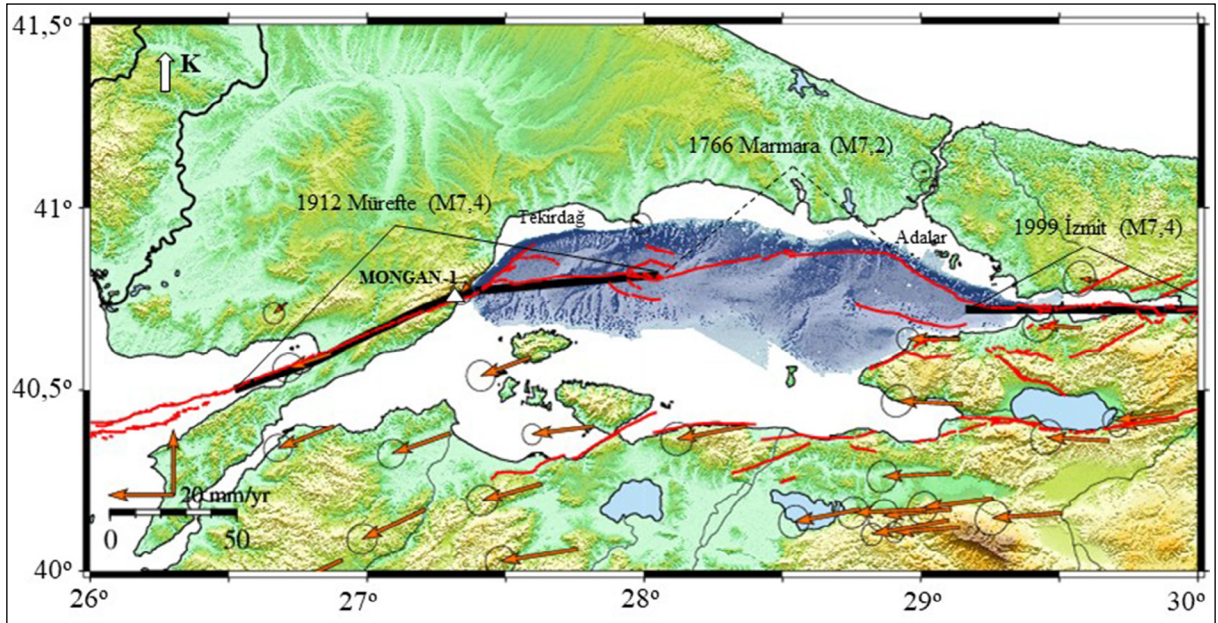 41,5°
K
1766 Marmara (M7,2)
41°
1912 Mürefte (M7,4)
Tekirdağ
Adalar
1999 İzmit (M7,4)
MONGAN-1
40,5°
20 mm/yr
0 50
40°
26° 27° 28° 29° 30°